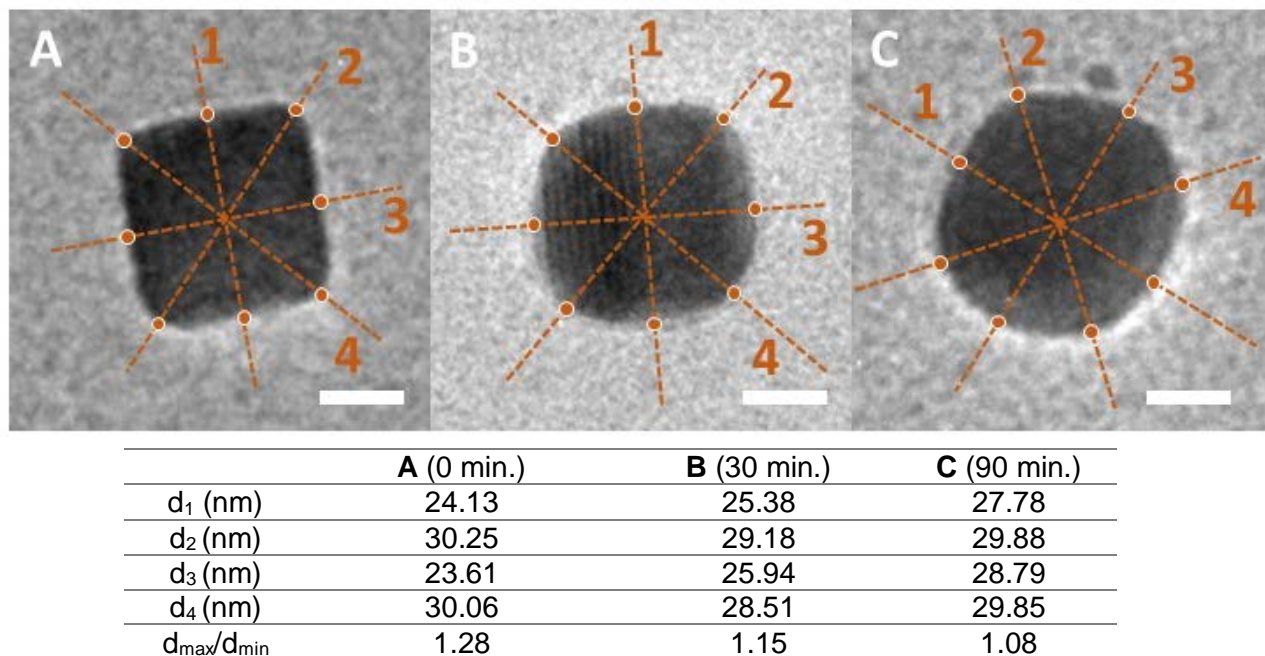 A 1 2 3 4
B 1 2 3 4
C 1 2 3 4
A (0 min.) B (30 min.) C (90 min.)
d1 (nm) 24.13 25.38 27.78
d2 (nm) 30.25 29.18 29.88
d3 (nm) 23.61 25.94 28.79
d4 (nm) 30.06 28.51 29.85
dmax/dmin 1.28 1.15 1.08